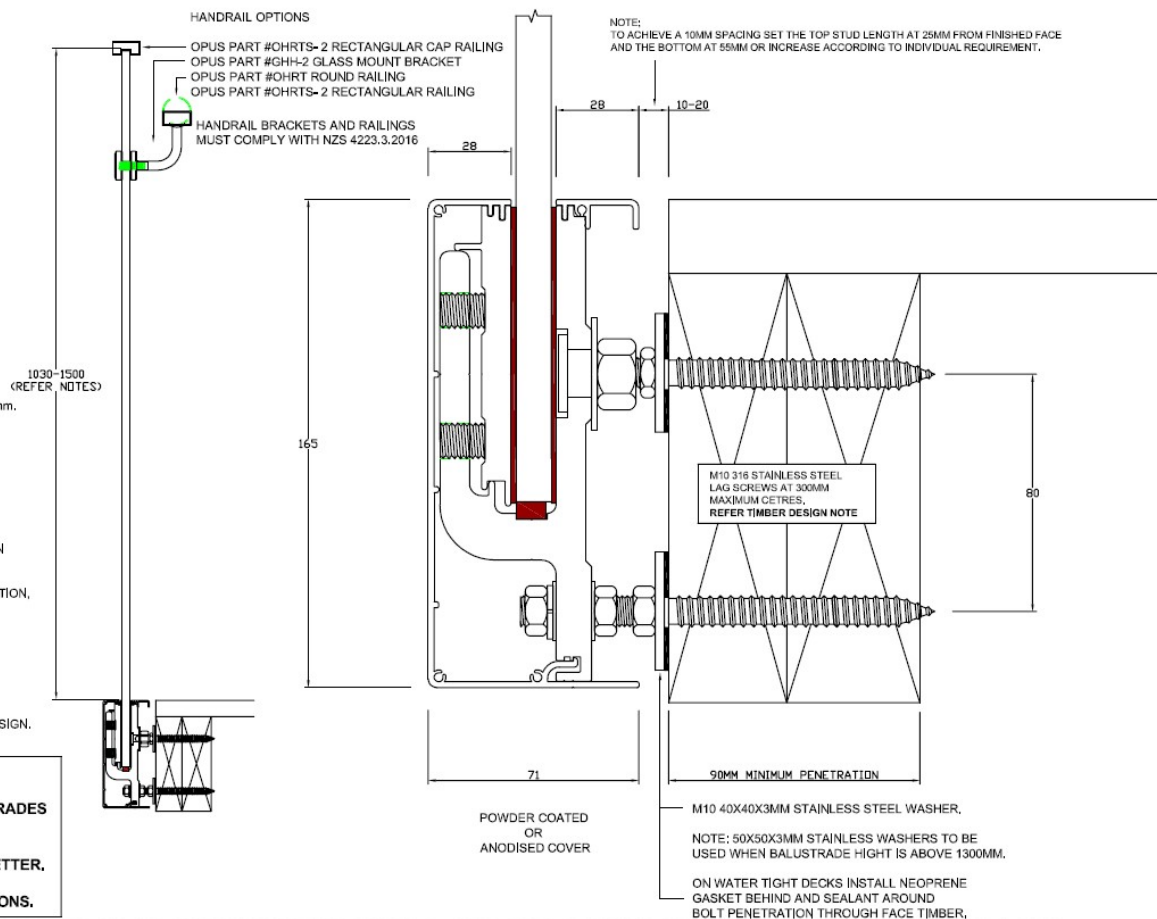 HANDRAIL OPTIONS
OPUS PART #OHRTS- 2 RECTANGULAR CAP RAILING
OPUS PART #GHH-2 GLASS MOUNT BRACKET
OPUS PART #OHRT ROUND RAILING
OPUS PART #OHRTS- 2 RECTANGULAR RAILING
HANDRAIL BRACKETS AND RAILINGS
MUST COMPLY WITH NZS 4223.3.2016
NOTE;
TO ACHIEVE A 10MM SPACING SET THE TOP STUD LENGTH AT 25MM FROM FINISHED FACE
AND THE BOTTOM AT 55MM OR INCREASE ACCORDING TO INDIVIDUAL REQUIREMENT.
28
10-20
28
1030-1500
(REFER NOTES)
mm.
165
M10 316 STAINLESS STEEL
LAG SCREWS AT 300MM
MAXIMUM CETRES.
REFER TIMBER DESIGN NOTE
80
N
TION,
SIGN.
RADES
ETTER,
ONS.
71
90MM MINIMUM PENETRATION
POWDER COATED
OR
ANODISED COVER
M10 40X40X3MM STAINLESS STEEL WASHER.
NOTE; 50X50X3MM STAINLESS WASHERS TO BE
USED WHEN BALUSTRADE HIGHT IS ABOVE 1300MM.
ON WATER TIGHT DECKS INSTALL NEOPRENE
GASKET BEHIND AND SEALANT AROUND
BOLT PENETRATION THROUGH FACE TIMBER,